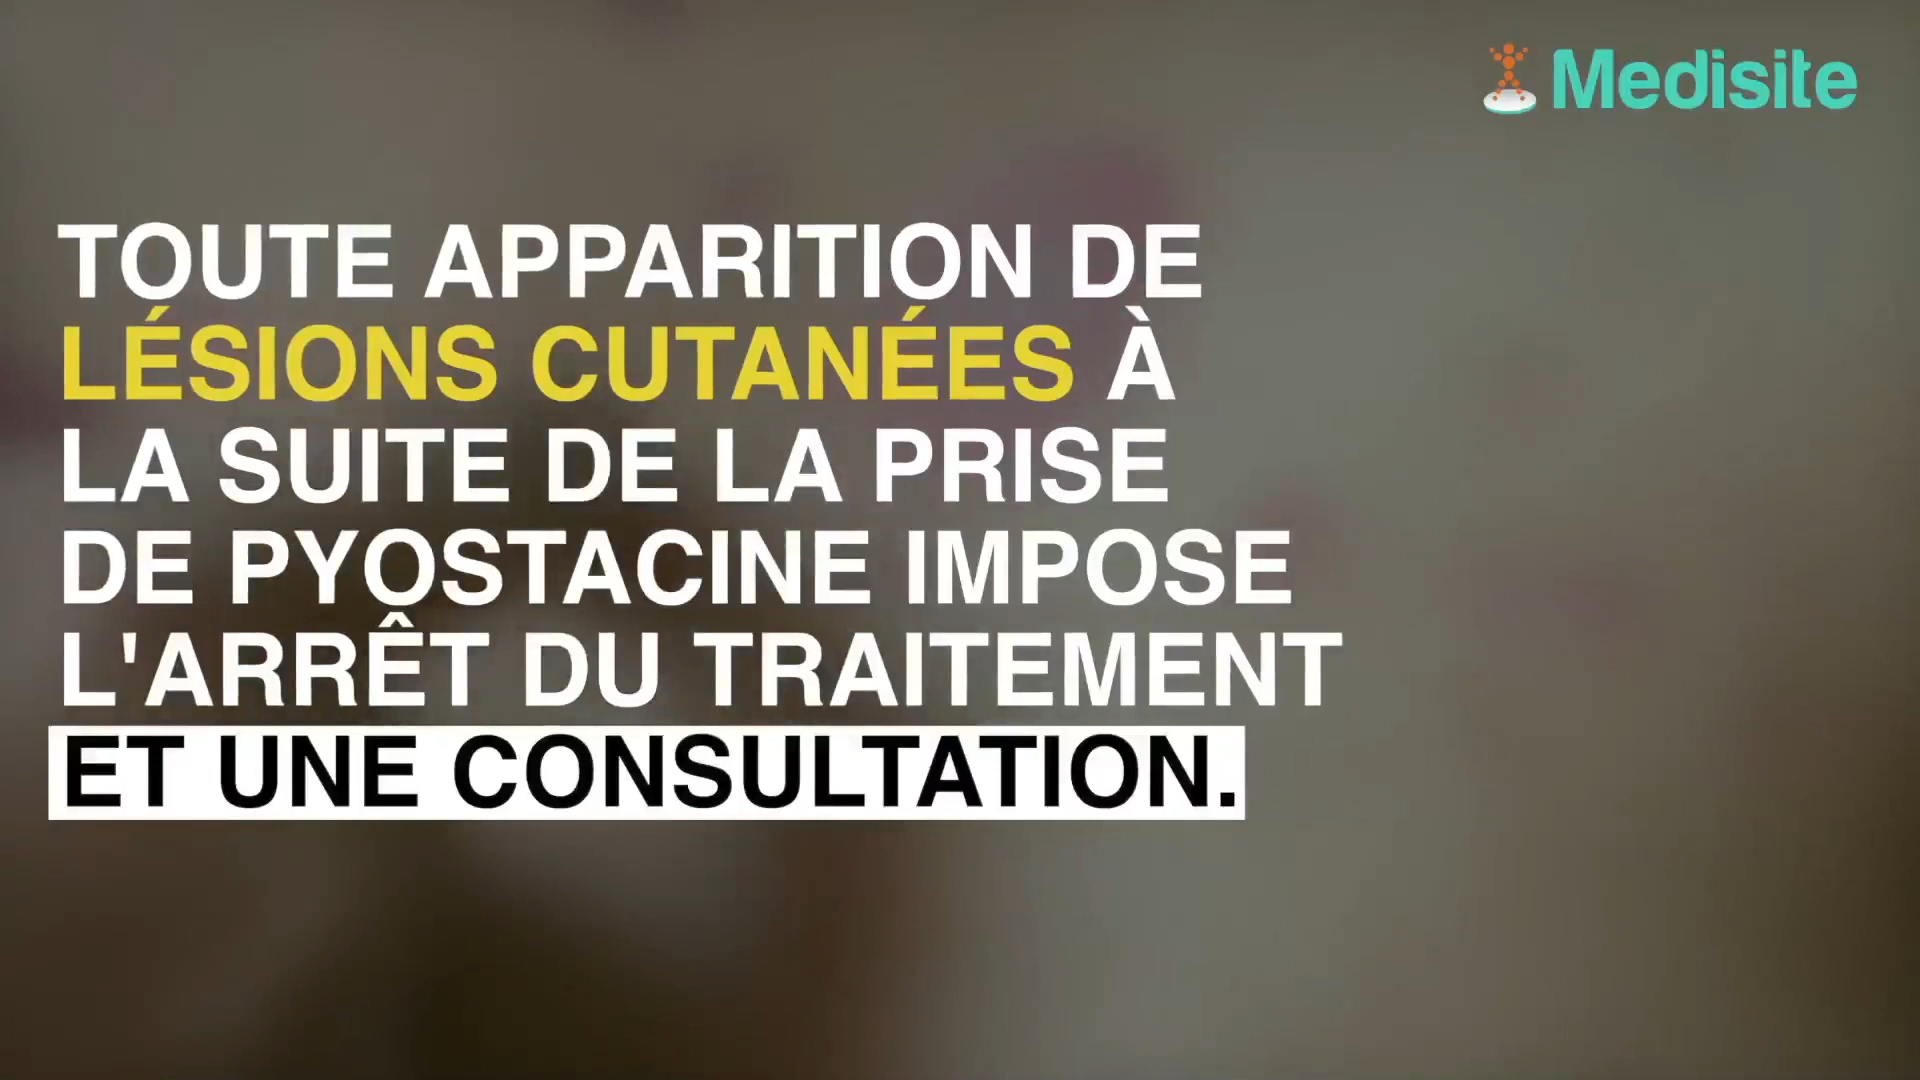 Medisite
TOUTE APPARITION DE
LÉSIONS CUTANÉES À
LA SUITE DE LA PRISE
DE PYOSTACINE IMPOSE
L'ARRÊT DU TRAITEMENT
ET UNE CONSULTATION.